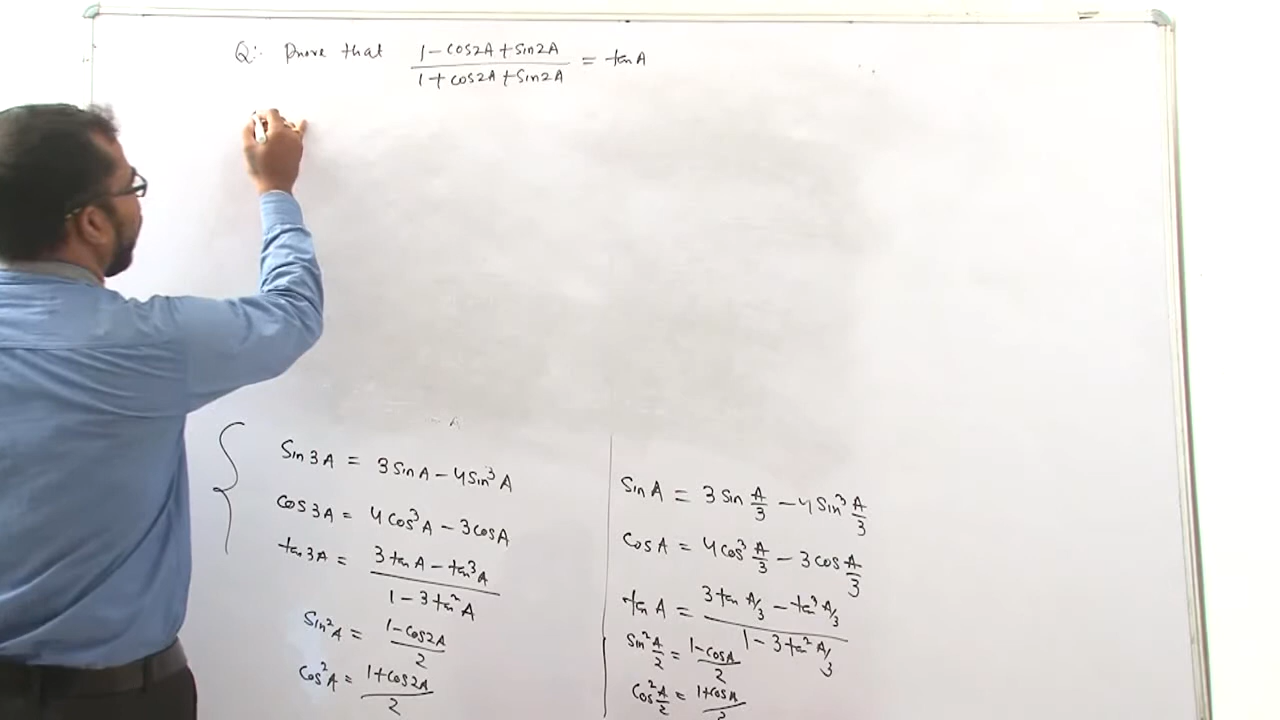 Q:- Prove that (1 - cos2A + sin2A)/(1 + cos2A + sin2A) = tanA
Sin 3A = 3 Sin A - 4 Sin³ A
Cos 3A = 4 Cos³ A - 3 cos A
tan 3A = (3 tan A - tan³ A)/(1 - 3 tan² A)
Sin² A = (1 - Cos2A)/2
Cos² A = (1 + cos2A)/2
Sin A = 3 Sin A/3 - 4 Sin³ A/3
Cos A = 4 Cos³ A/3 - 3 cos A/3
tan A = (3 tan A/3 - tan³ A/3)/(1 - 3 tan² A/3)
Sin² A/2 = (1 - cosA)/2
Cos² A/2 = (1 + cosA)/2